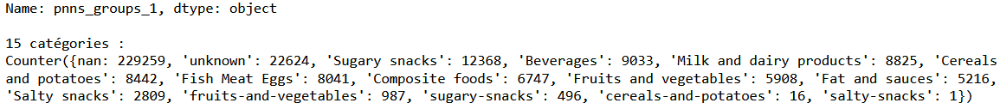 Name: pnns_groups_1, dtype: object
15 catégories :
Counter({nan: 229259, 'unknown': 22624, 'Sugary snacks': 12368, 'Beverages': 9033, 'Milk and dairy products': 8825, 'Cereals
and potatoes': 8442, 'Fish Meat Eggs': 8041, 'Composite foods': 6747, 'Fruits and vegetables': 5908, 'Fat and sauces': 5216,
'Salty snacks': 2809, 'fruits-and-vegetables': 987, 'sugary-snacks': 496, 'cereals-and-potatoes': 16, 'salty-snacks': 1})